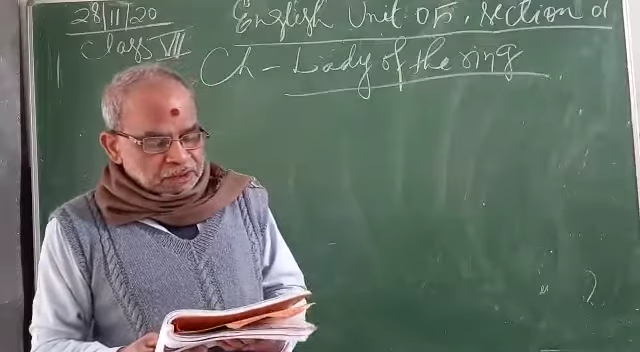 28/11/20
English Unit 05, section 01
Class VII
Ch - Lady of the ring